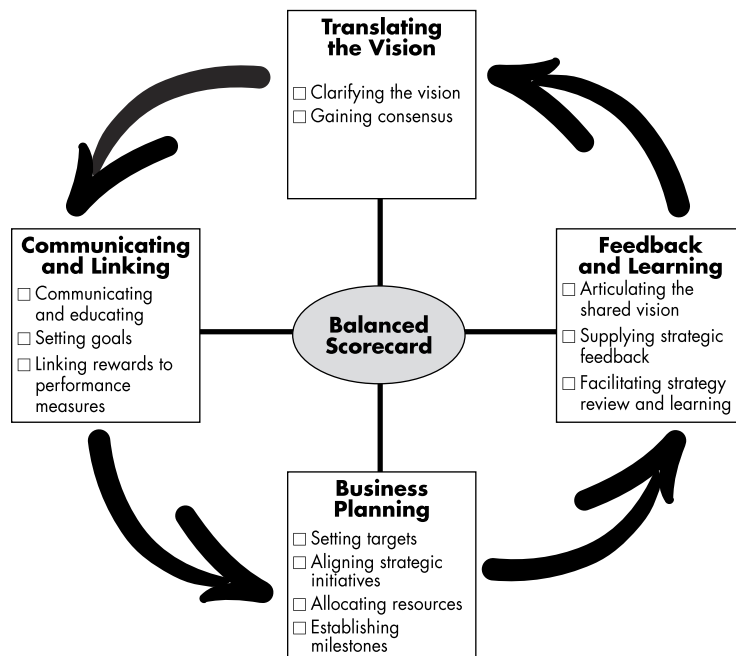 Translating
the Vision
☐ Clarifying the vision
☐ Gaining consensus
Communicating
and Linking
☐ Communicating
and educating
☐ Setting goals
☐ Linking rewards to
performance
measures
Balanced
Scorecard
Feedback
and Learning
☐ Articulating the
shared vision
☐ Supplying strategic
feedback
☐ Facilitating strategy
review and learning
Business
Planning
☐ Setting targets
☐ Aligning strategic
initiatives
☐ Allocating resources
☐ Establishing
milestones